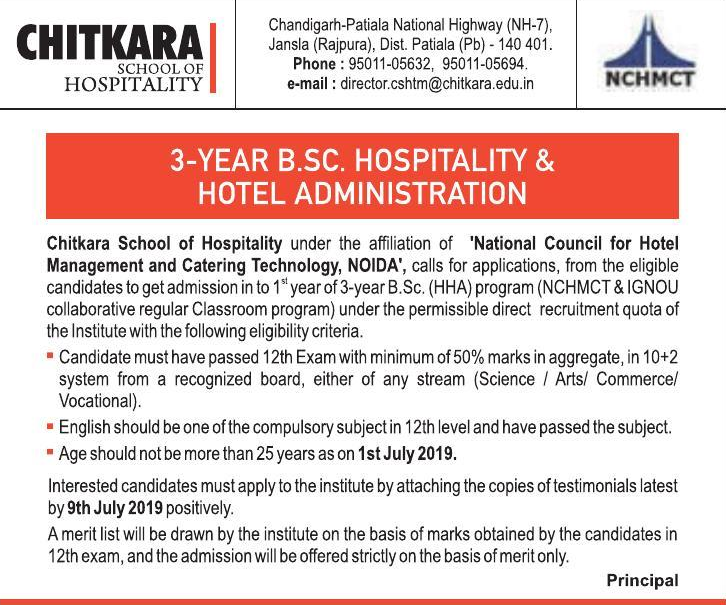 CHITKARA
SCHOOL OF
HOSPITALITY
Chandigarh-Patiala National Highway (NH-7),
Jansla (Rajpura), Dist. Patiala (Pb) - 140 401.
Phone : 95011-05632, 95011-05694.
e-mail : director.cshtm@chitkara.edu.in
NCHMCT
3-YEAR B.SC. HOSPITALITY &
HOTEL ADMINISTRATION
Chitkara School of Hospitality under the affiliation of 'National Council for Hotel
Management and Catering Technology, NOIDA', calls for applications, from the eligible
candidates to get admission in to 1st year of 3-year B.Sc. (HHA) program (NCHMCT & IGNOU
collaborative regular Classroom program) under the permissible direct recruitment quota of
the Institute with the following eligibility criteria.
Candidate must have passed 12th Exam with minimum of 50% marks in aggregate, in 10+2
system from a recognized board, either of any stream (Science / Arts/ Commerce/
Vocational).
English should be one of the compulsory subject in 12th level and have passed the subject.
Age should not be more than 25 years as on 1st July 2019.
Interested candidates must apply to the institute by attaching the copies of testimonials latest
by 9th July 2019 positively.
A merit list will be drawn by the institute on the basis of marks obtained by the candidates in
12th exam, and the admission will be offered strictly on the basis of merit only.
Principal